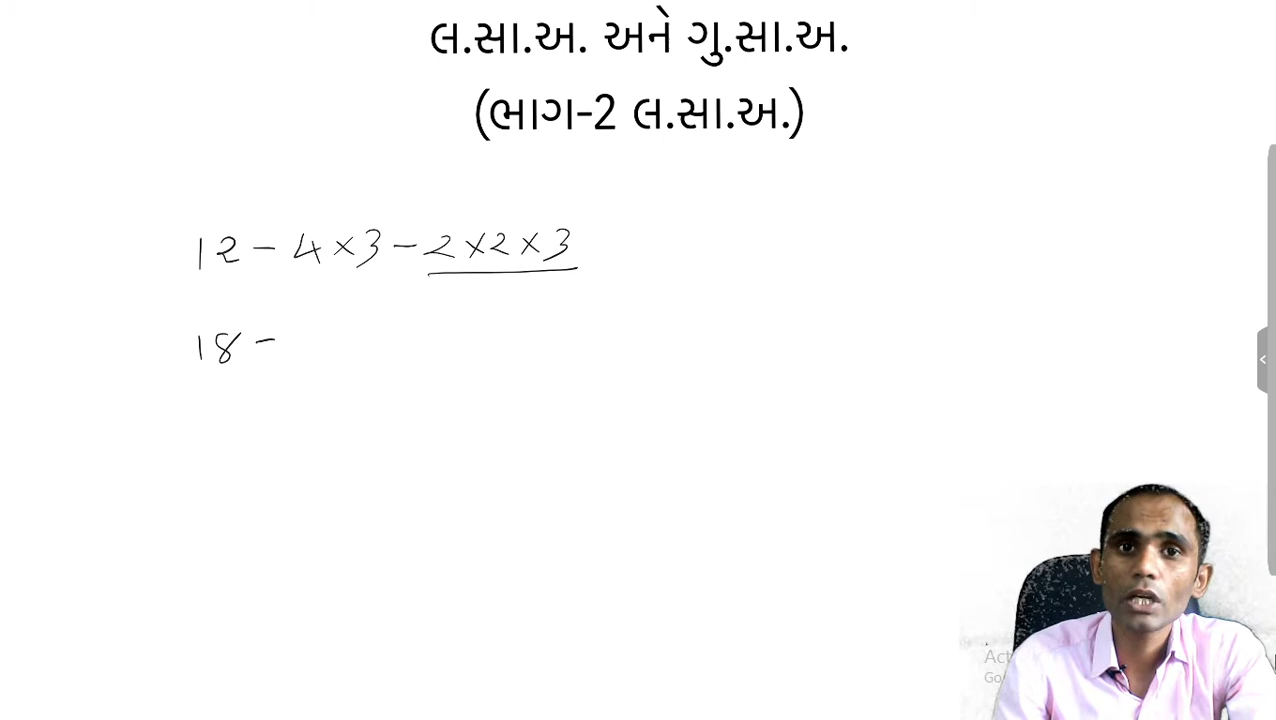 લ.સા.અ. અને ગુ.સા.અ.
(ભાગ-2 લ.સા.અ.)
12 - 4 × 3 - 2 × 2 × 3
18 -